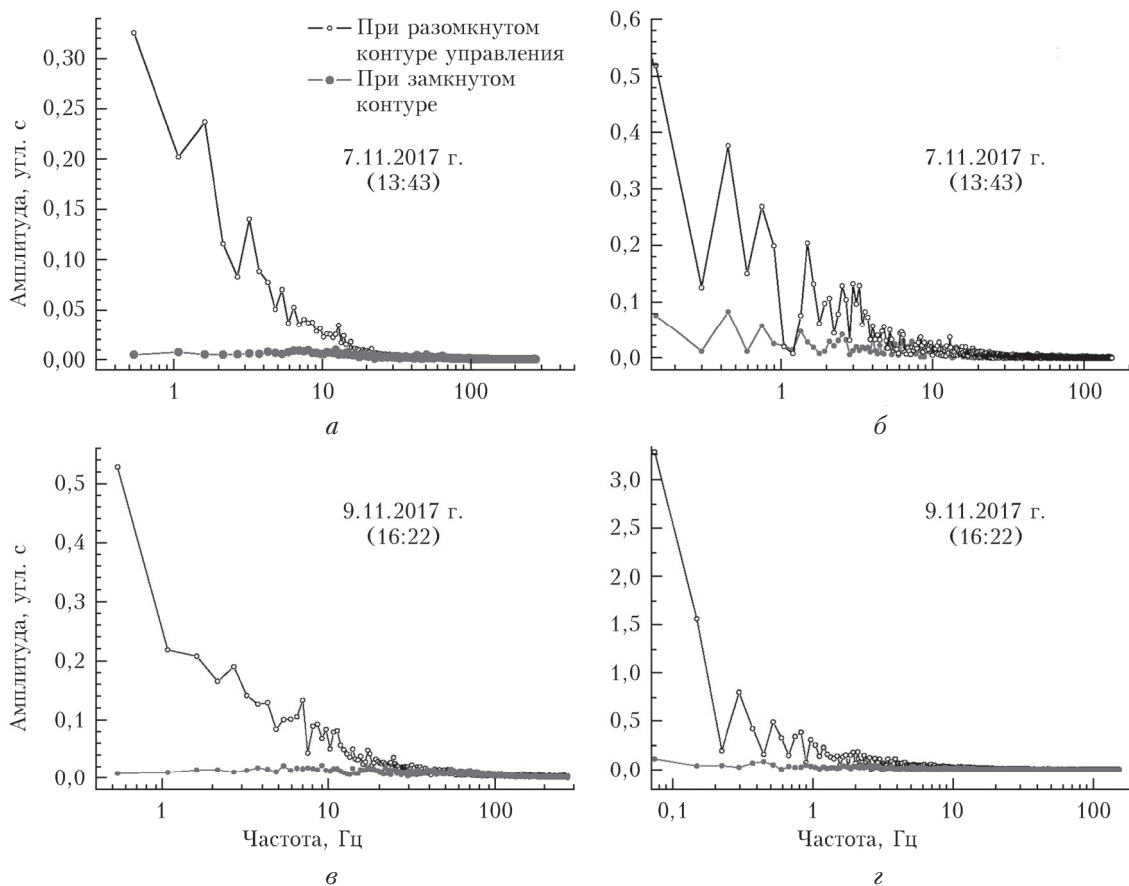 При разомкнутом
контуре управления
При замкнутом
контуре
7.11.2017 г.
(13:43)
Амплитуда, угл. с
0,30
0,20
0,15
0,10
0,05
0,00
1
10
100
а
0,6
0,5
0,4
0,3
0,2
0,1
0,0
7.11.2017 г.
(13:43)
1
10
100
б
Амплитуда, угл. с
0,5
0,4
0,3
0,2
0,1
0,0
9.11.2017 г.
(16:22)
1
10
100
Частота, Гц
в
3,0
2,5
2,0
1,5
1,0
0,5
0,0
9.11.2017 г.
(16:22)
0,1
1
10
100
Частота, Гц
г